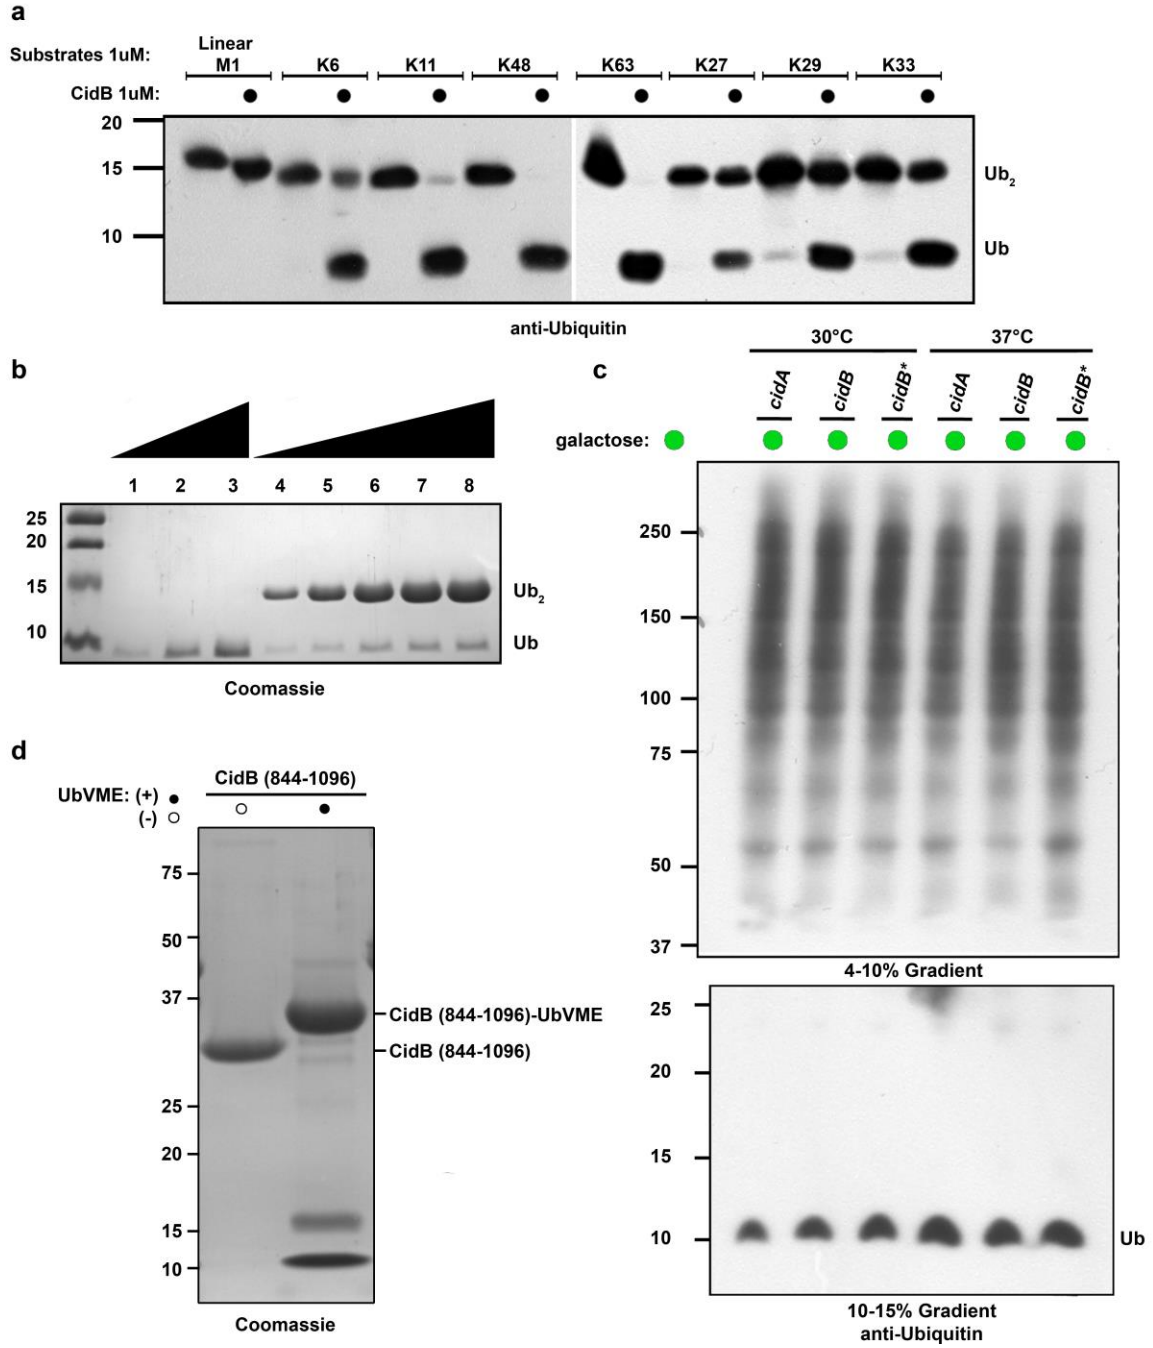 a
Substrates 1uM:
Linear
M1 K6 K11 K48 K63 K27 K29 K33
CidB 1uM:
20
15
10
Ub2
Ub
anti-Ubiquitin
b
1 2 3 4 5 6 7 8
25
20
15
10
Ub2
Ub
Coomassie
c
30°C 37°C
cidA cidB cidB* cidA cidB cidB*
galactose:
250
150
100
75
50
37
4-10% Gradient
25
20
15
10
Ub
10-15% Gradient
anti-Ubiquitin
d
CidB (844-1096)
UbVME: (+)
(-)
75
50
37
25
20
15
10
CidB (844-1096)-UbVME
CidB (844-1096)
Coomassie